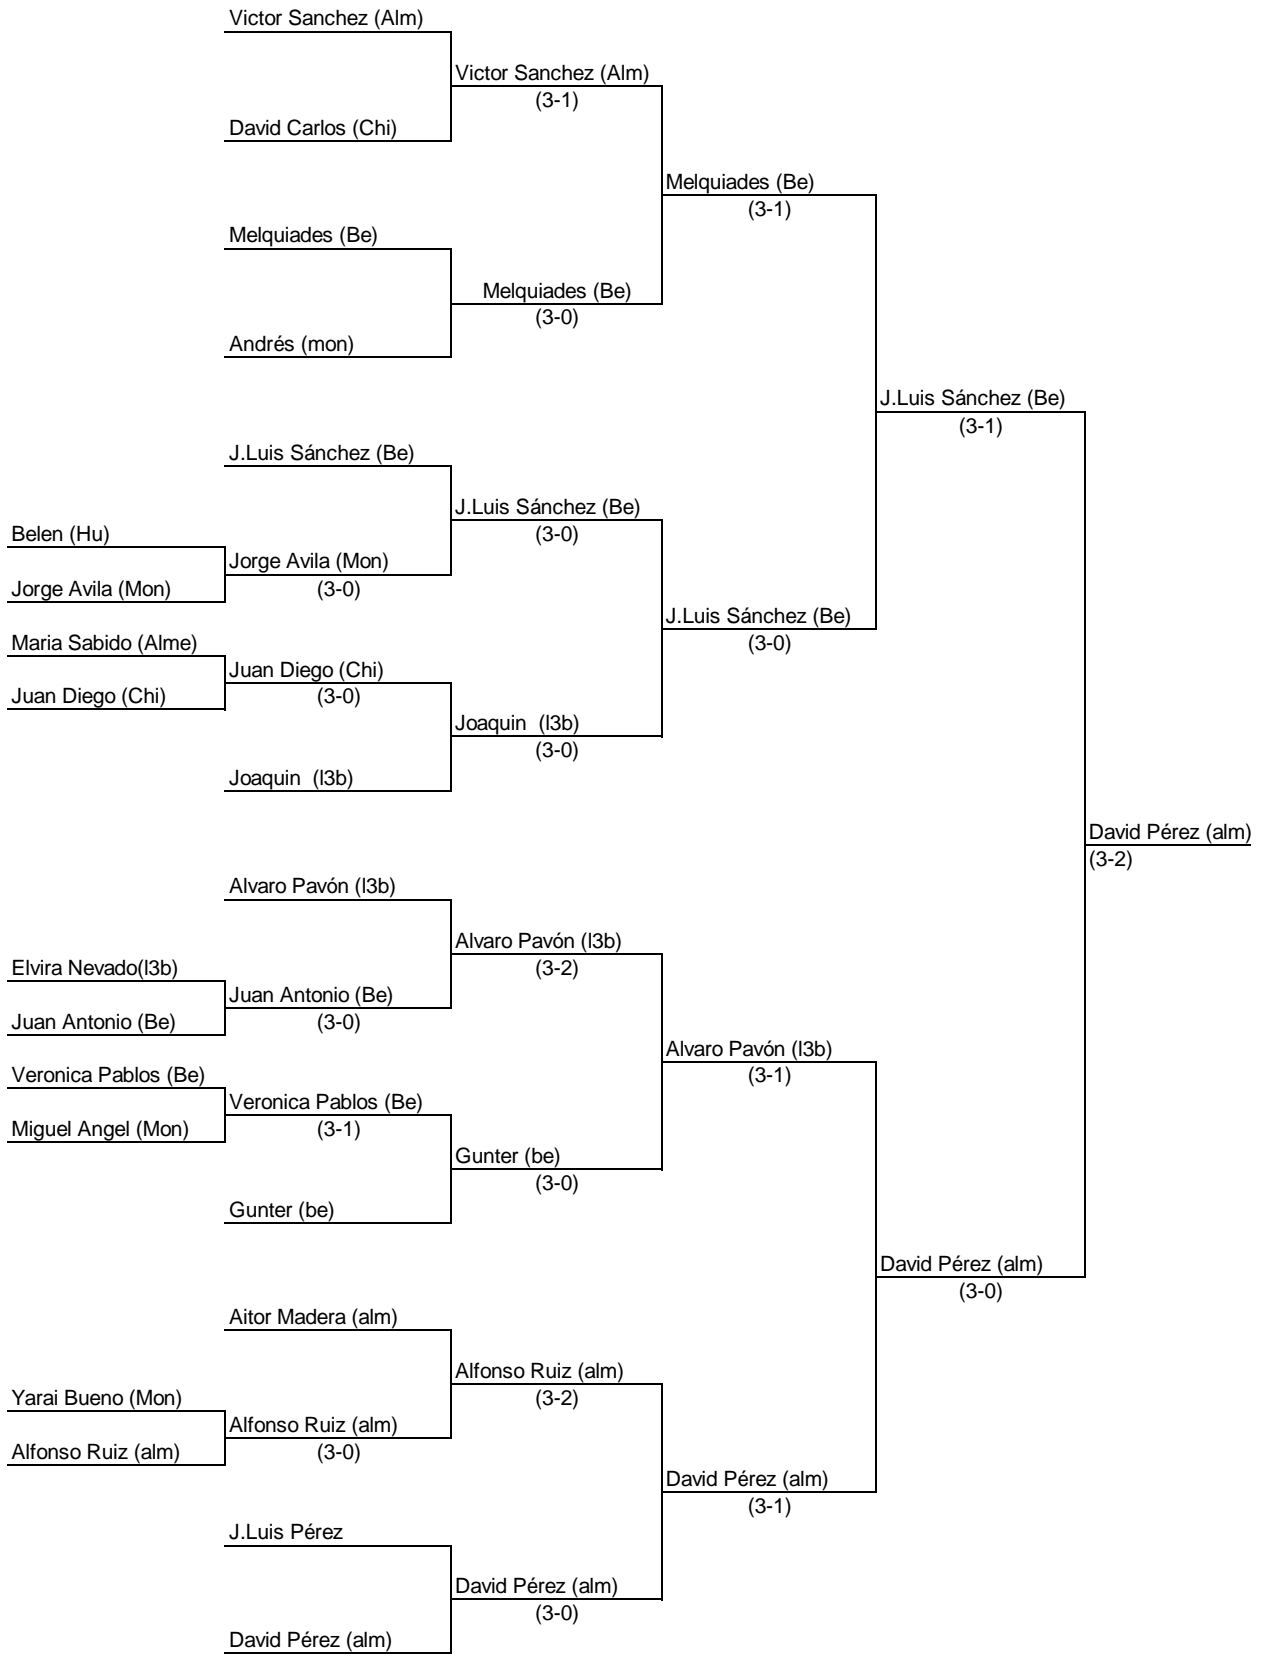 Victor Sanchez (Alm)
Victor Sanchez (Alm)
(3-1)
David Carlos (Chi)
Melquiades (Be)
(3-1)
Melquiades (Be)
Melquiades (Be)
(3-0)
Andrés (mon)
J.Luis Sánchez (Be)
(3-1)
J.Luis Sánchez (Be)
J.Luis Sánchez (Be)
(3-0)
Belen (Hu)
Jorge Avila (Mon)
(3-0)
Jorge Avila (Mon)
J.Luis Sánchez (Be)
(3-0)
Maria Sabido (Alme)
Juan Diego (Chi)
(3-0)
Juan Diego (Chi)
Joaquin  (l3b)
(3-0)
Joaquin  (l3b)
David Pérez (alm)
(3-2)
Alvaro Pavón (l3b)
Alvaro Pavón (l3b)
(3-2)
Elvira Nevado(l3b)
Juan Antonio (Be)
(3-0)
Juan Antonio (Be)
Alvaro Pavón (l3b)
(3-1)
Veronica Pablos (Be)
Veronica Pablos (Be)
(3-1)
Miguel Angel (Mon)
Gunter (be)
(3-0)
Gunter (be)
David Pérez (alm)
(3-0)
Aitor Madera (alm)
Alfonso Ruiz (alm)
(3-2)
Yarai Bueno (Mon)
Alfonso Ruiz (alm)
(3-0)
Alfonso Ruiz (alm)
David Pérez (alm)
(3-1)
J.Luis Pérez
David Pérez (alm)
(3-0)
David Pérez (alm)